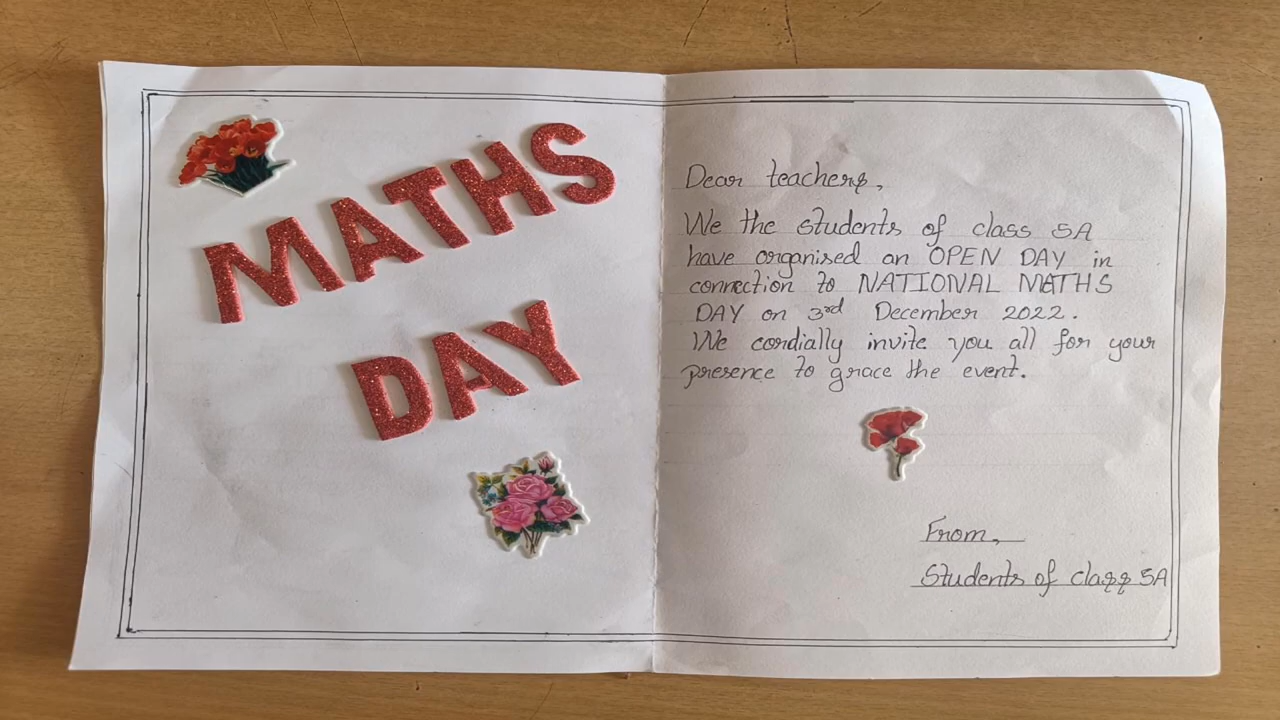 MATHS
DAY
Dear teachers,
We the students of class 5A
have organised an OPEN DAY in
connection to NATIONAL MATHS
DAY on 3rd December 2022.
We cordially invite you all for your
presence to grace the event.
From,
Students of class 5A